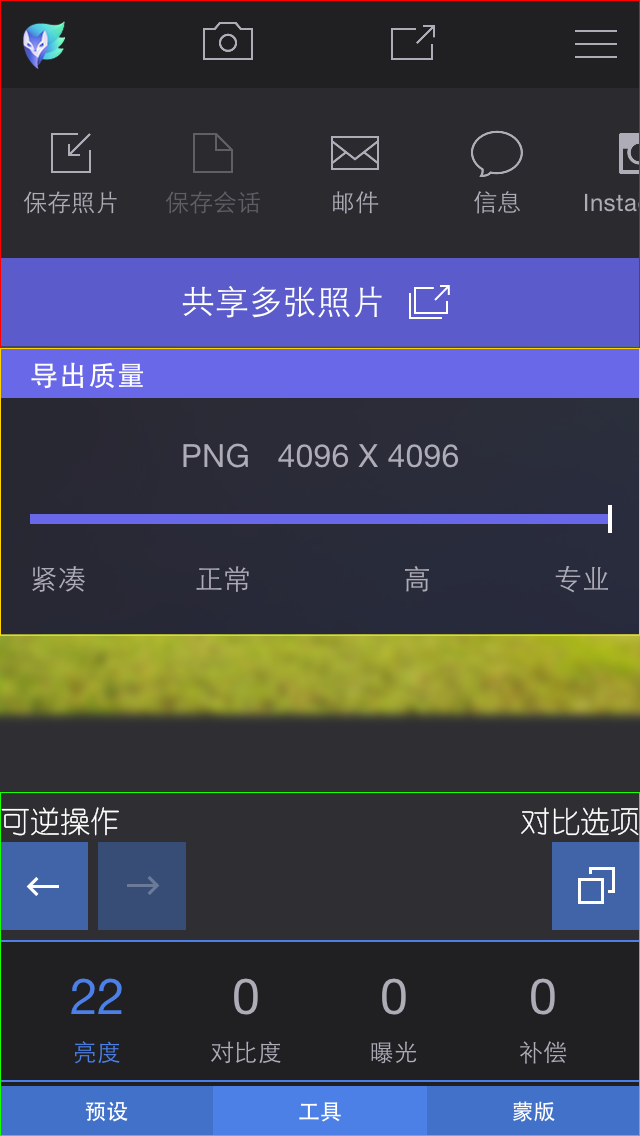 保存照片 保存会话 邮件 信息 Insta
共享多张照片
导出质量
PNG 4096 X 4096
紧凑 正常 高 专业
可逆操作 对比选项
22 0 0 0
亮度 对比度 曝光 补偿
预设 工具 蒙版